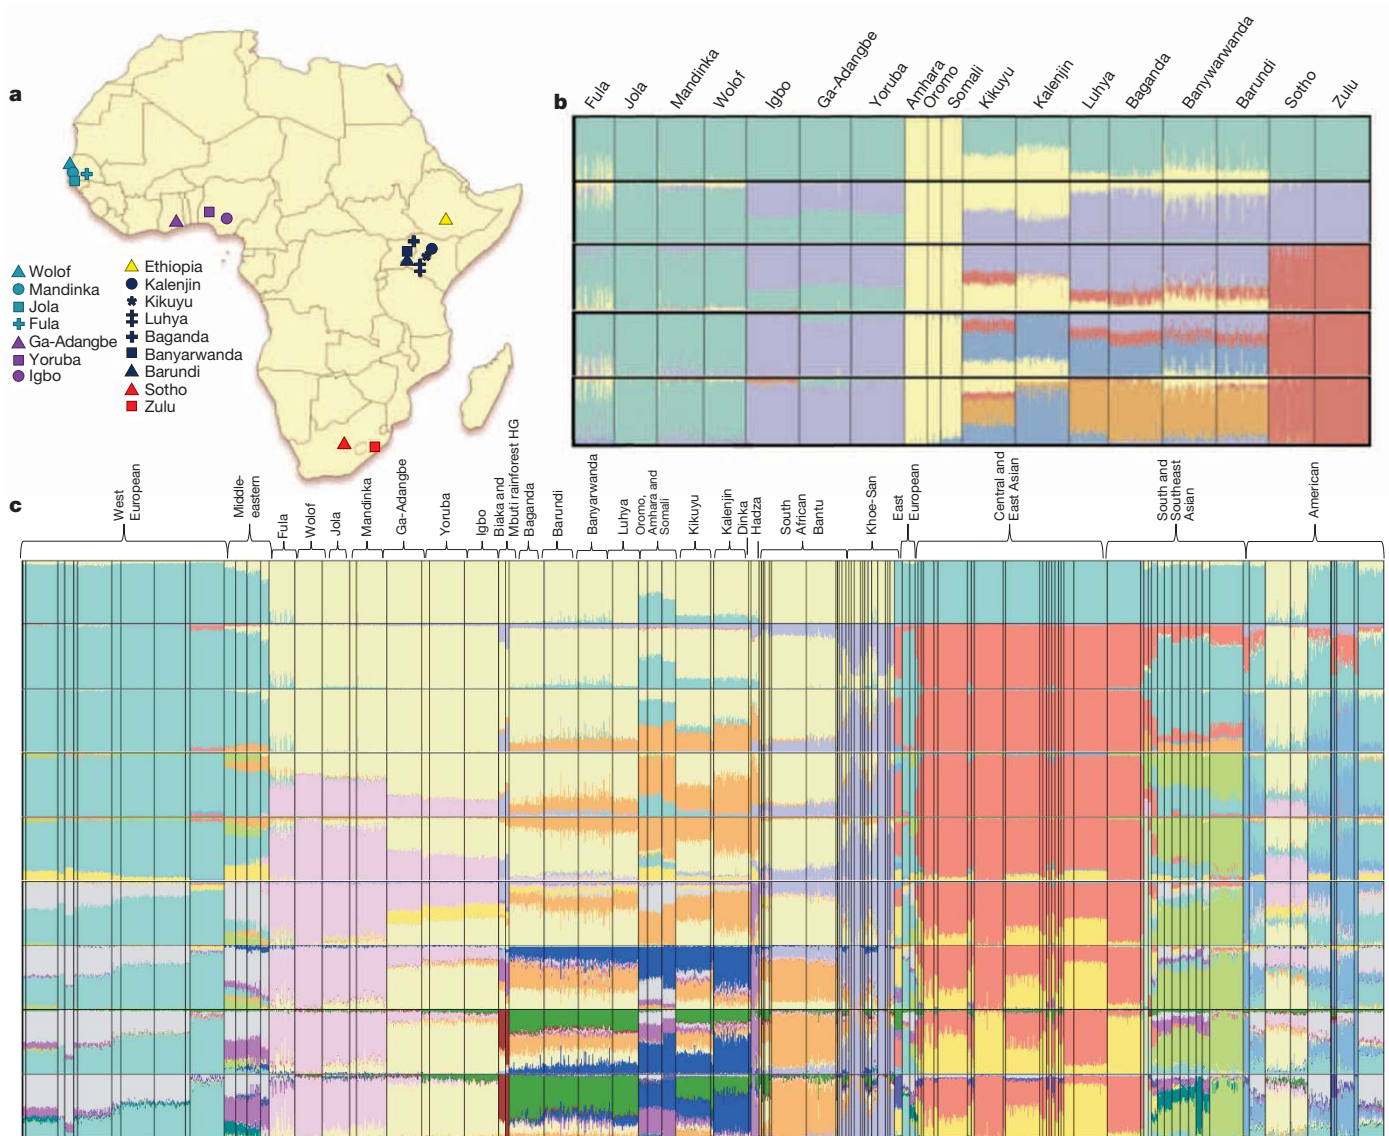 a
Wolof
Mandinka
Jola
Fula
Ga-Adangbe
Yoruba
Igbo
Ethiopia
Kalenjin
Kikuyu
Luhya
Baganda
Banyarwanda
Barundi
Sotho
Zulu
b
Fula
Jola
Mandinka
Wolof
Igbo
Ga-Adangbe
Yoruba
Amhara
Oromo
Somali
Kikuyu
Kalenjin
Luhya
Baganda
Banywarwanda
Barundi
Sotho
Zulu
c
West
European
Middle-
eastern
Fula
Wolof
Jola
Mandinka
Ga-Adangbe
Yoruba
Igbo
Biaka and
Mbuti rainforest HG
Baganda
Barundi
Banyarwanda
Luhya
Oromo,
Amhara and
Somali
Kikuyu
Kalenjin
Dinka
Hadza
South
African
Bantu
Khoe-San
East
European
Central and
East Asian
South and
Southeast
Asian
American